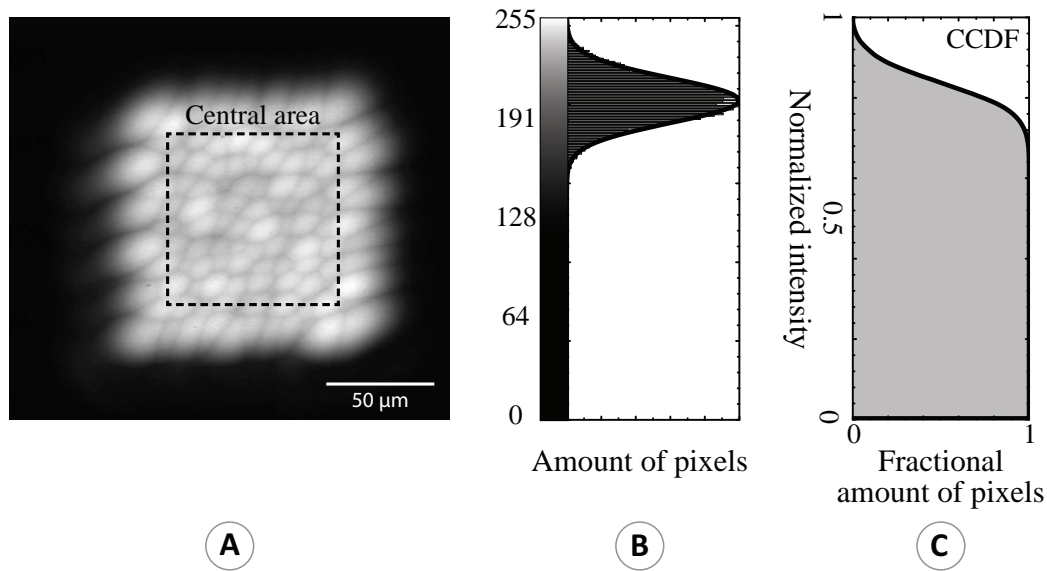 Central area
50 µm
A
255
191
128
64
0
Amount of pixels
B
CCDF
1
0.5
0
Normalized intensity
0
1
Fractional
amount of pixels
C